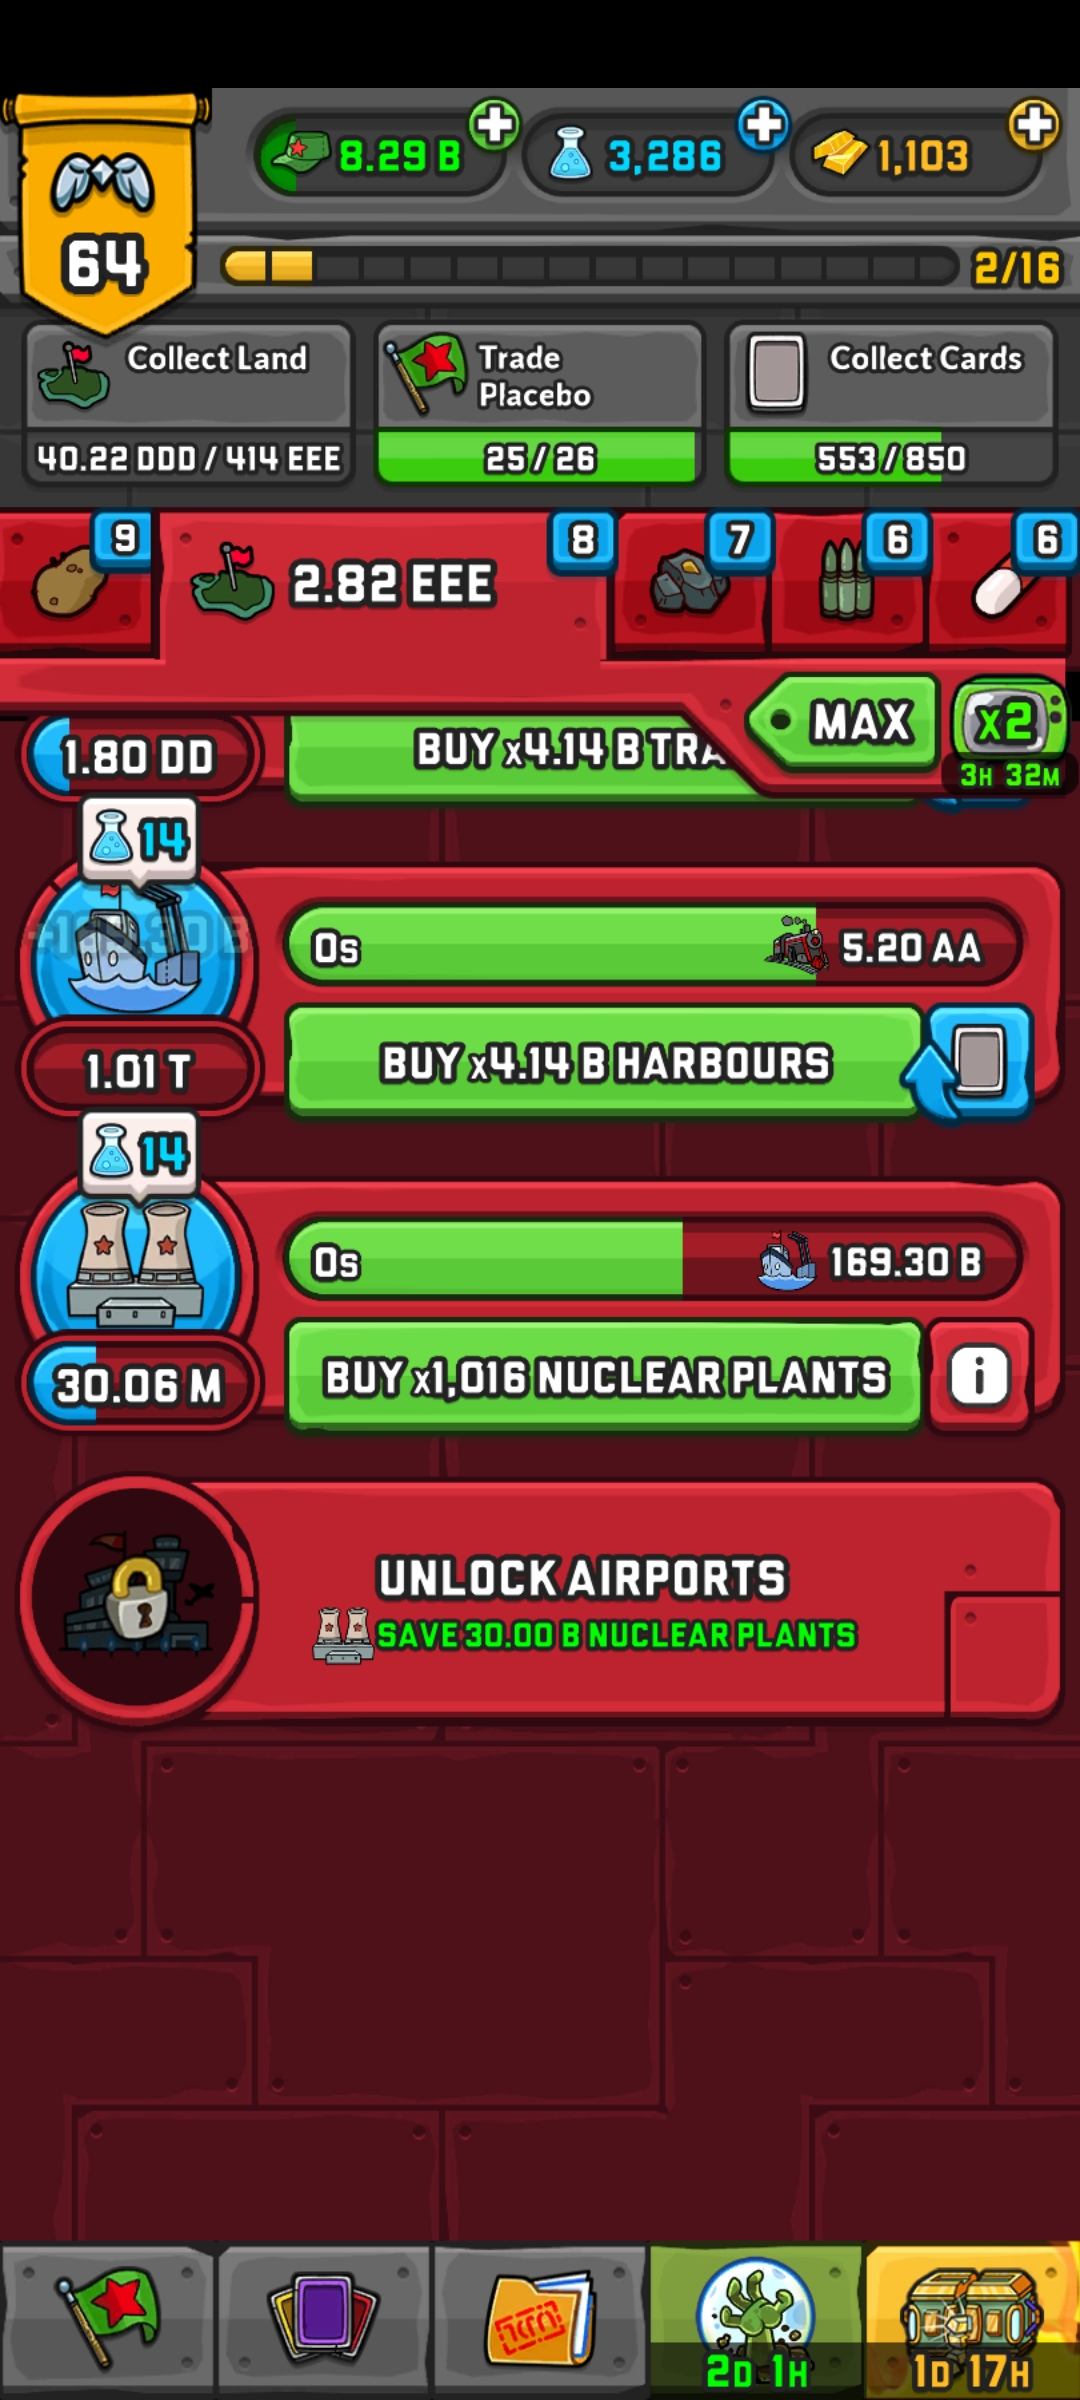 64
8.29 B
3,286
1,103
2/16
Collect Land
40.22 DDD / 414 EEE
Trade
Placebo
25 / 26
Collect Cards
553 / 850
9
2.82 EEE
8
7
6
6
MAX
x2
3H 32M
1.80 DD
BUY x4.14 B TRA
14
0s
5.20 AA
1.01 T
BUY x4.14 B HARBOURS
14
0s
169.30 B
30.06 M
BUY x1,016 NUCLEAR PLANTS
i
UNLOCK AIRPORTS
SAVE 30.00 B NUCLEAR PLANTS
2D 1H
1D 17H